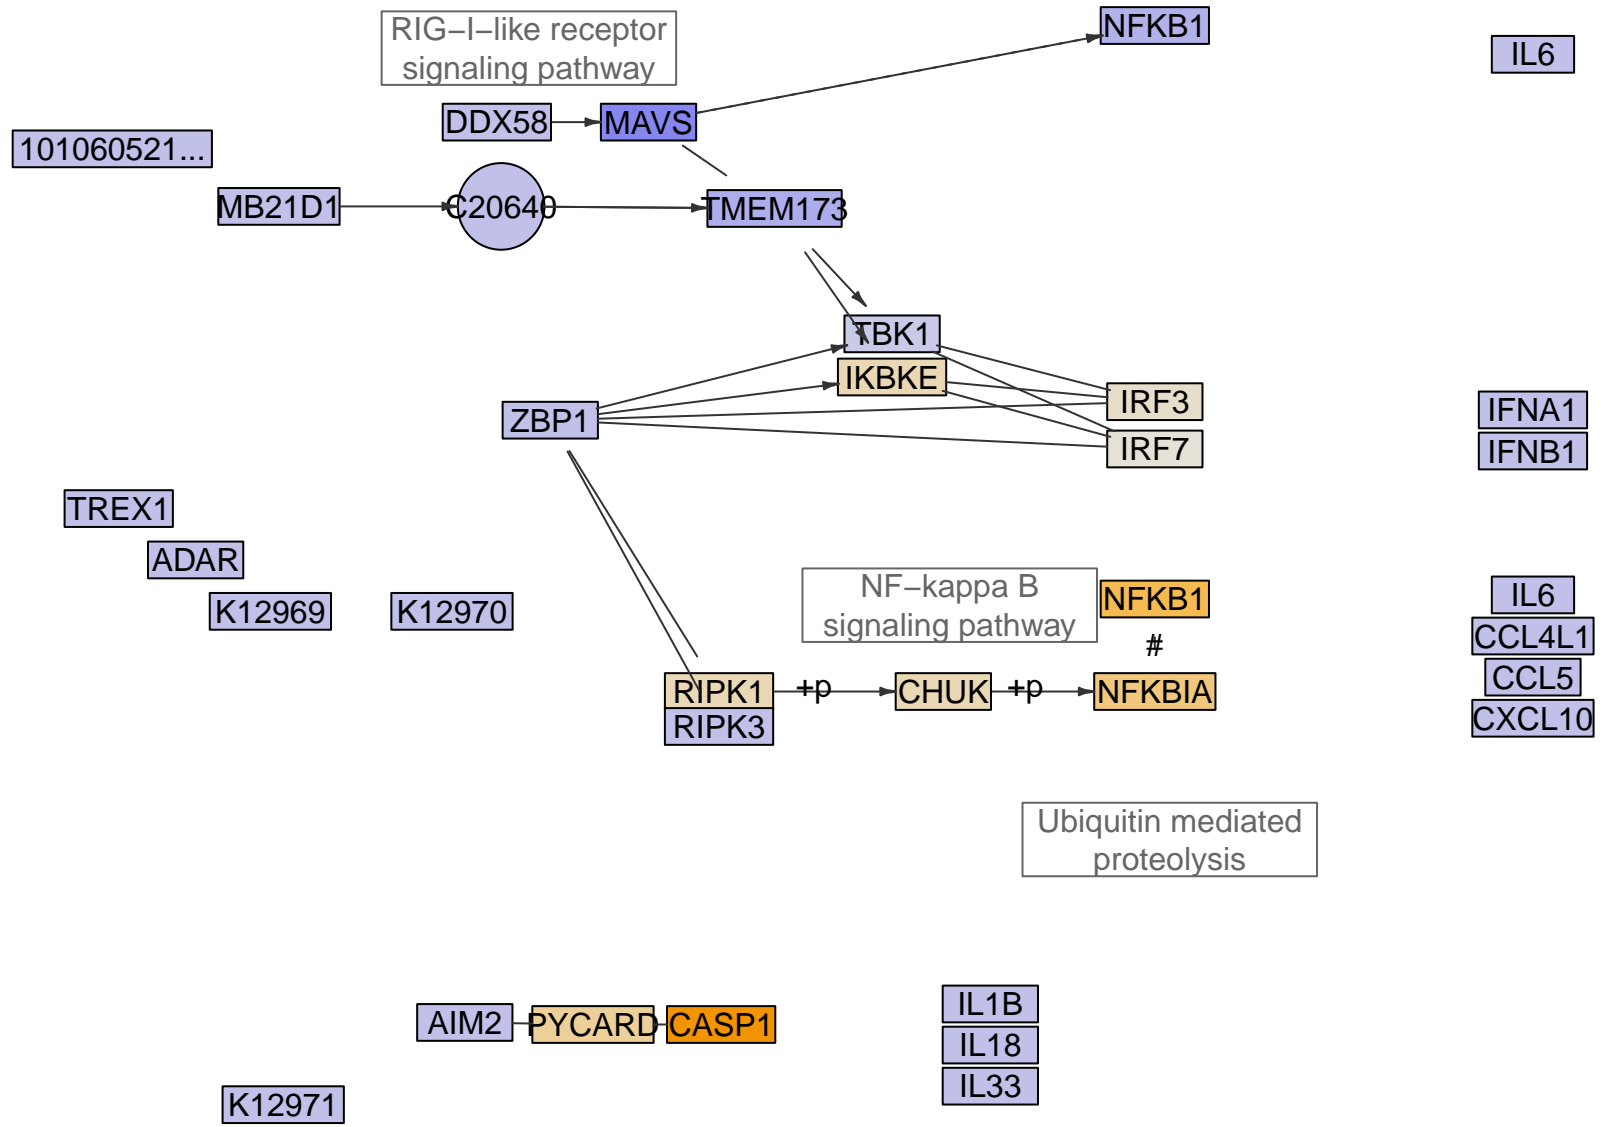 RIG−I−like receptor
signaling pathway
NFKB1
IL6
DDX58
MAVS
101060521...
MB21D1
C20640
TMEM173
TBK1
IKBKE
ZBP1
IRF3
IRF7
IFNA1
IFNB1
TREX1
ADAR
K12969
K12970
NF−kappa B
signaling pathway
NFKB1
#
IL6
CCL4L1
CCL5
CXCL10
RIPK1
+p
CHUK
+p
NFKBIA
RIPK3
Ubiquitin mediated
proteolysis
AIM2
PYCARD
CASP1
IL1B
IL18
IL33
K12971